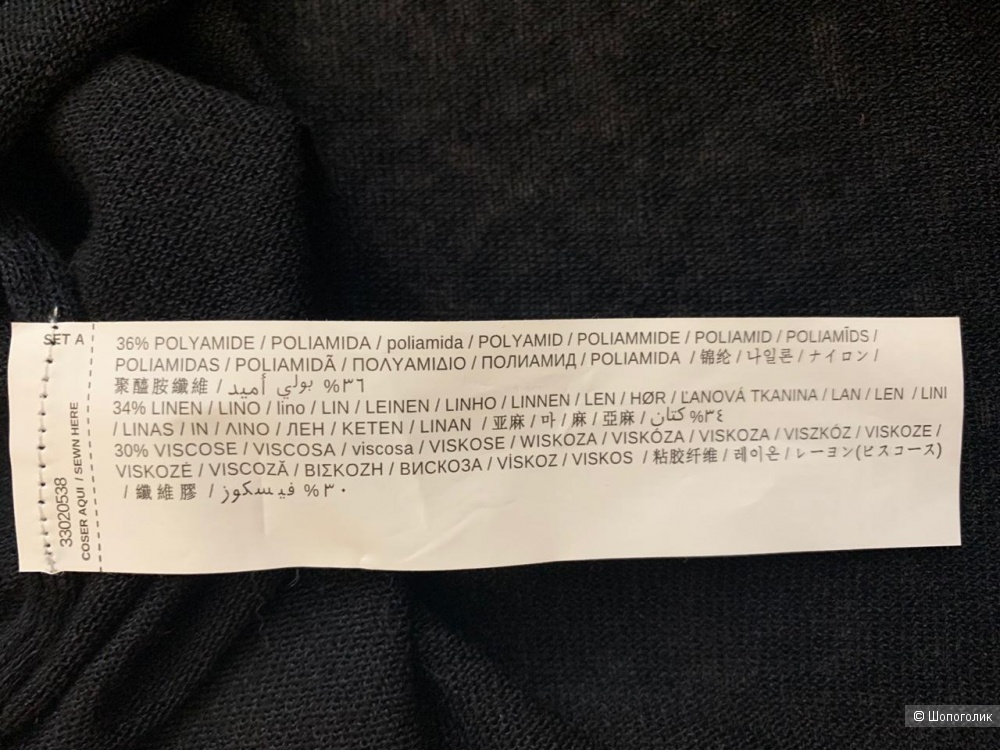 SET A
33020538
COSER AQUI / SEWN HERE
36% POLYAMIDE / POLIAMIDA / poliamida / POLYAMID / POLIAMMIDE / POLIAMID / POLIAMĪDS /
POLIAMIDAS / POLIAMIDĂ / ΠΟΛΥΑΜΙΔΙΟ / ПОЛИАМИД / POLIAMIDA / 锦纶 / 나일론 / ナイロン /
聚醯胺纖維 / بولي أميد %٣٦
34% LINEN / LINO / lino / LIN / LEINEN / LINHO / LINNEN / LEN / HØR / ĽANOVÁ TKANINA / LAN / LEN / LINI
/ LINAS / IN / ΛΙΝΟ / ЛЕН / KETEN / LINAN / 亚麻 / 마 / 麻 / 亞麻 / كتان %٣٤
30% VISCOSE / VISCOSA / viscosa / VISKOSE / WISKOZA / VISKÓZA / VISKOZA / VISZKÓZ / VISKOZE /
VISKOZĖ / VISCOZĂ / ΒΙΣΚΟΖΗ / ВИСКОЗА / VİSKOZ / VISKOS / 粘胶纤维 / 레이온 / レーヨン(ビスコース)
/ 纖維膠 / فيسكوز %٣٠
© Шопоголик